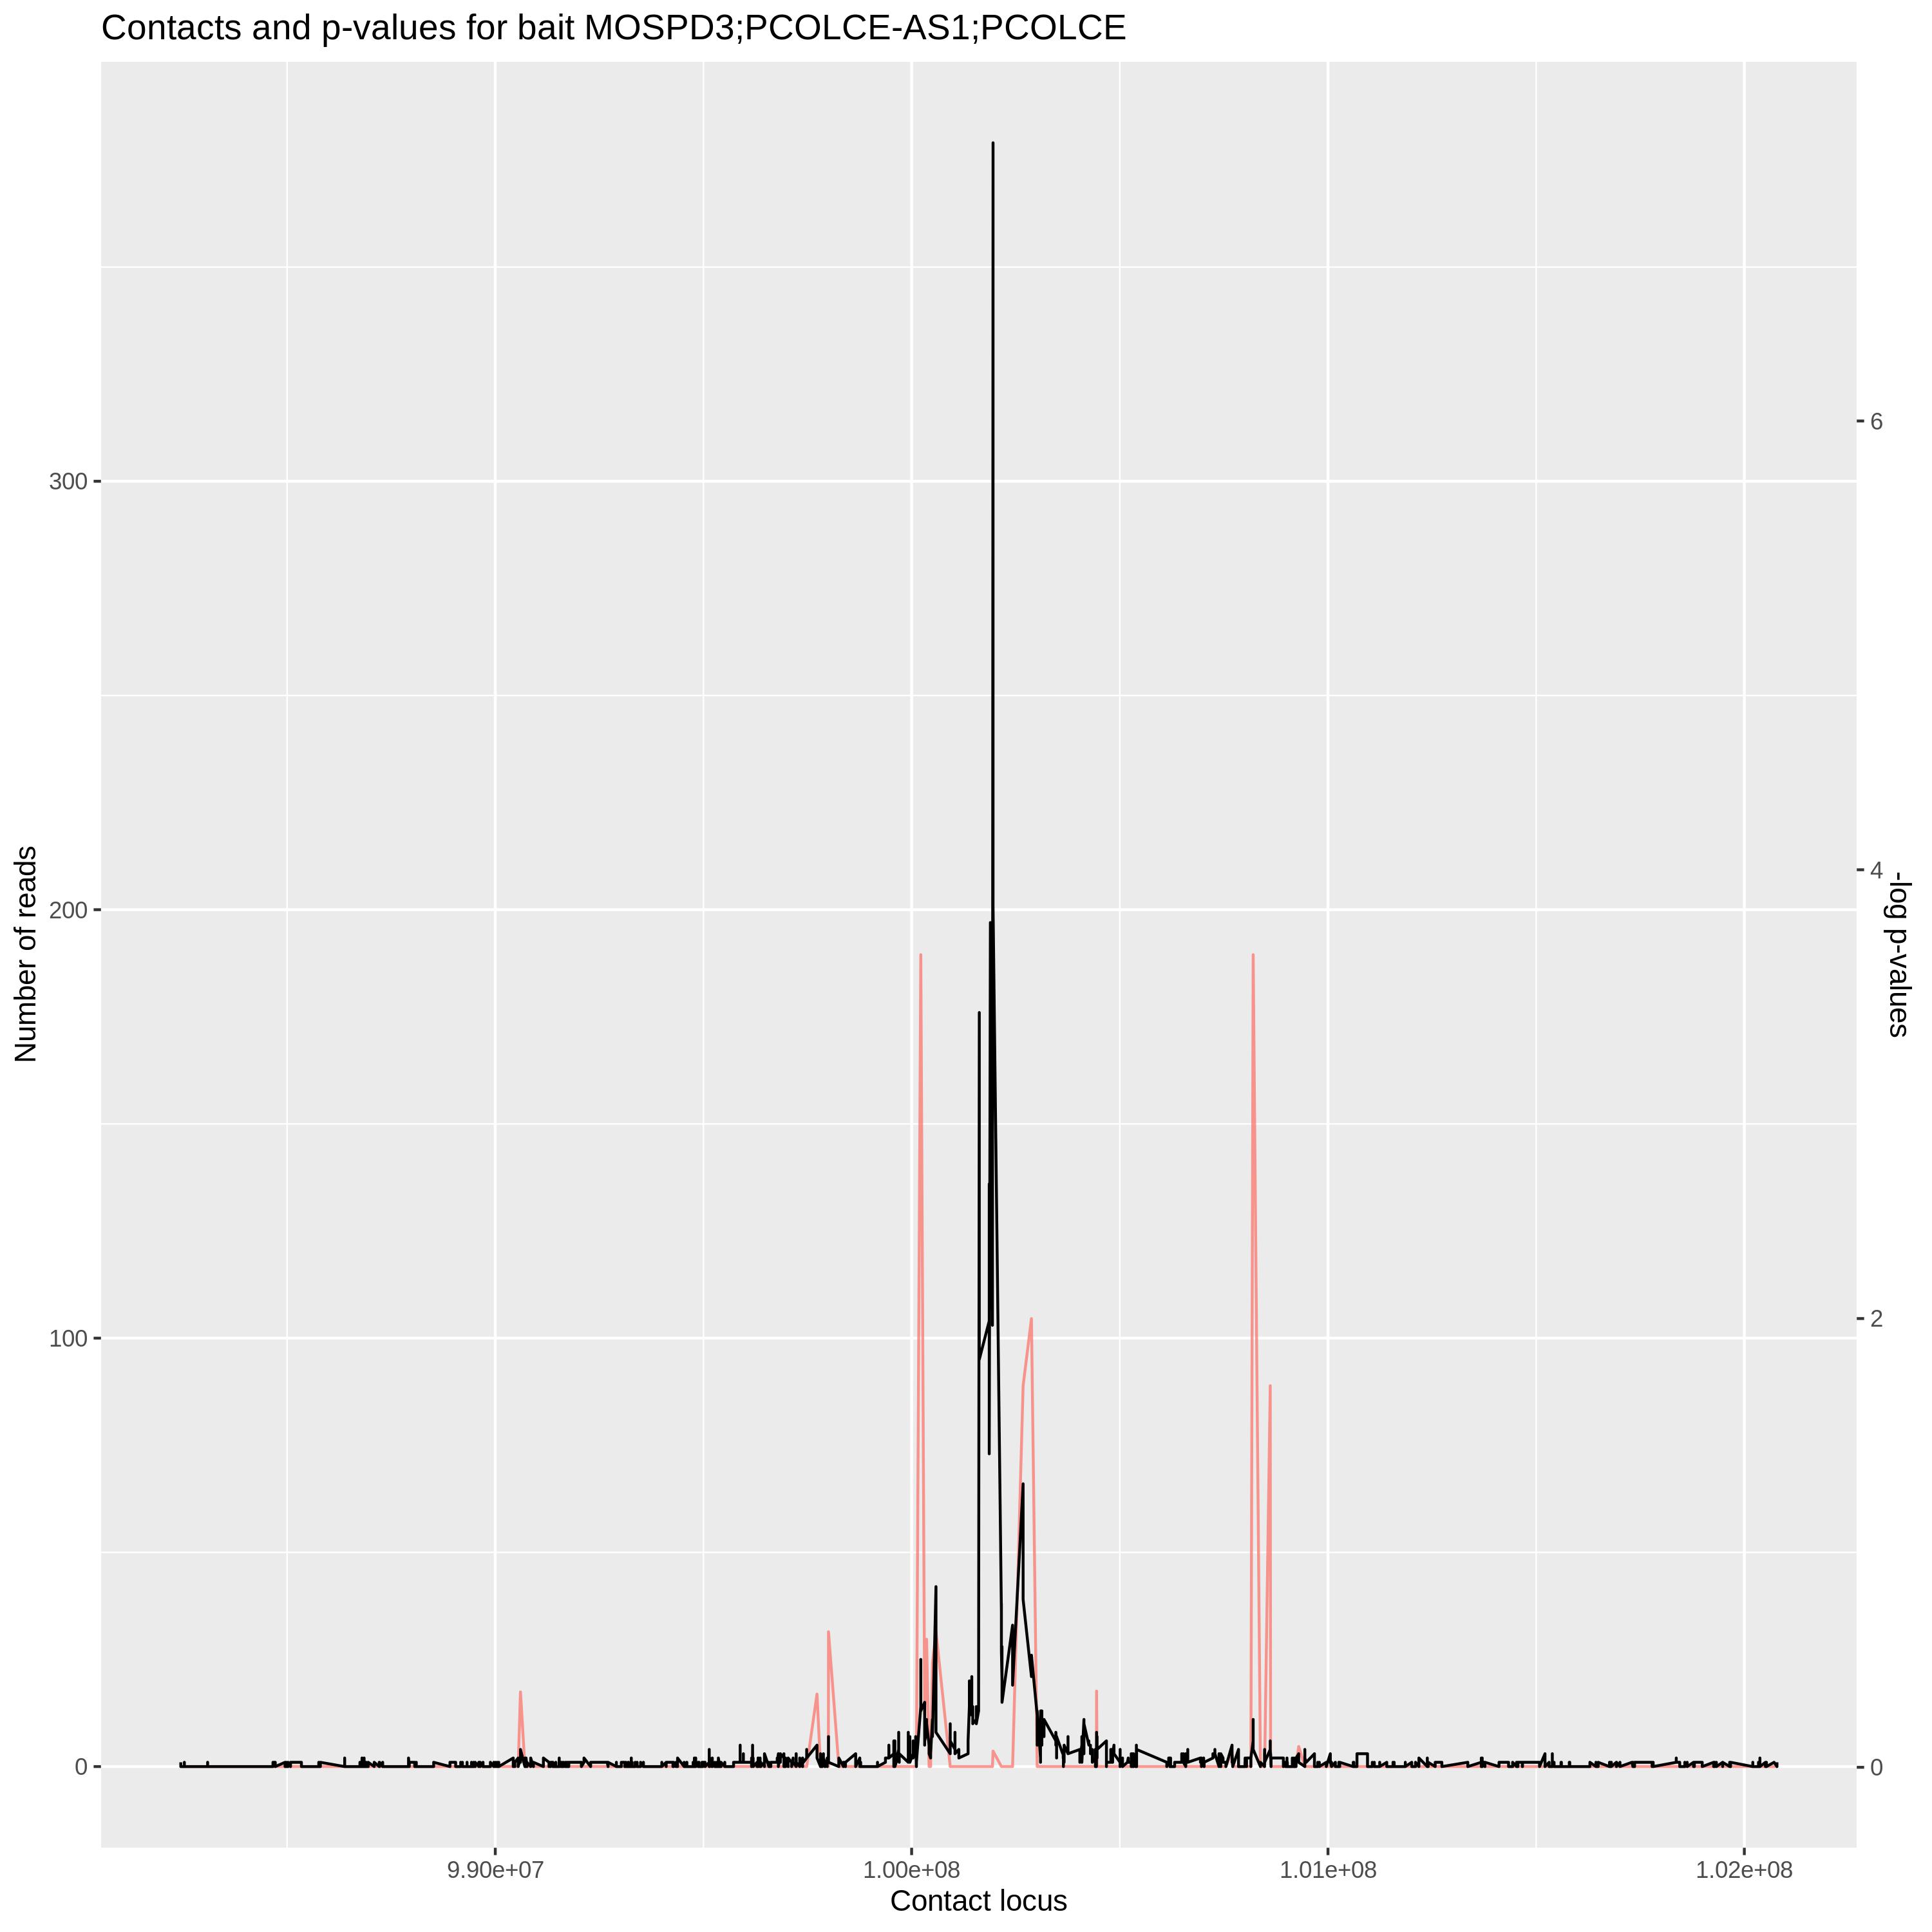 Contacts and p-values for bait MOSPD3;PCOLCE-AS1;PCOLCE
Number of reads
300
200
100
0
6
4
2
0
-log p-values
9.90e+07 1.00e+08 1.01e+08 1.02e+08
Contact locus